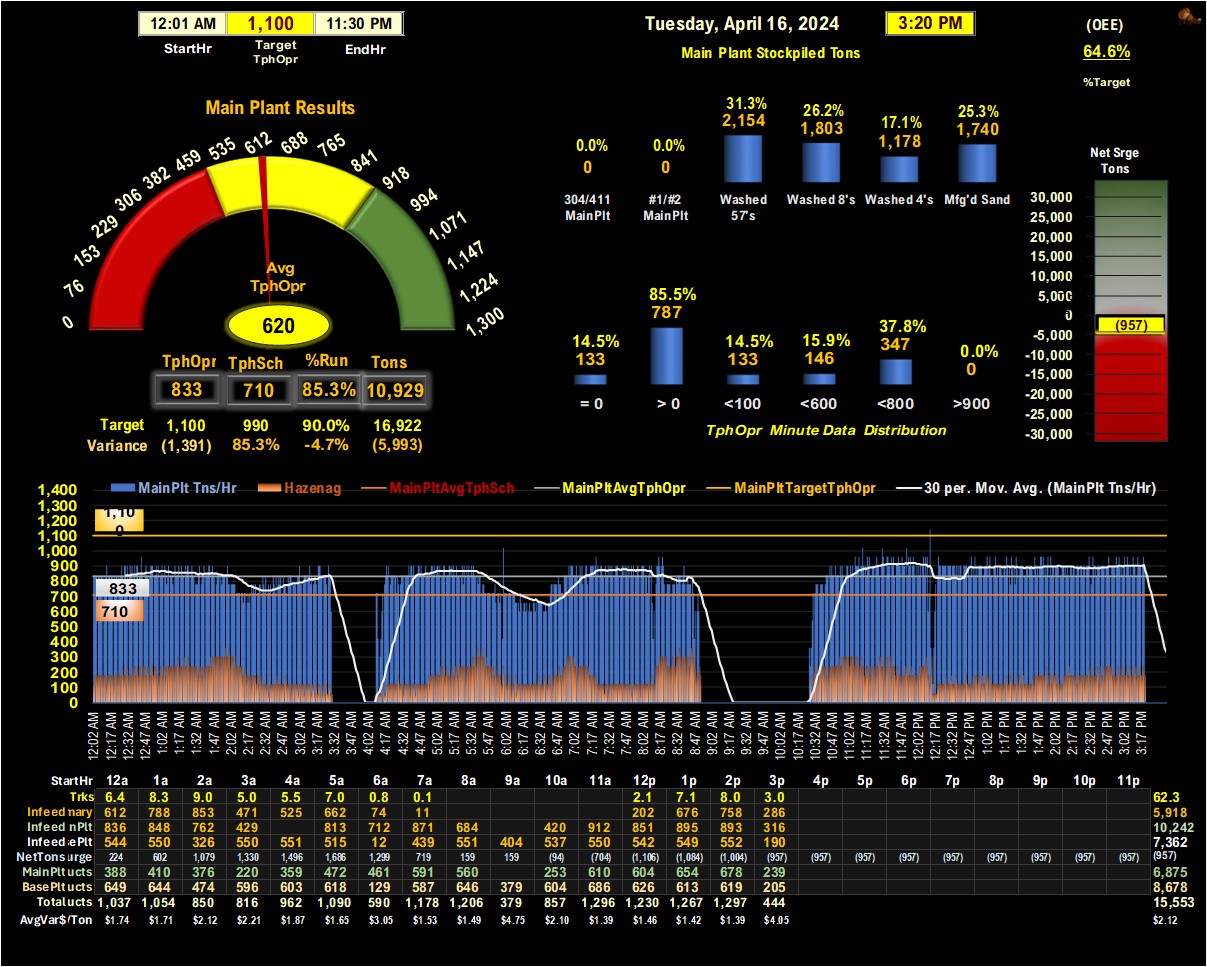 12:01 AM 1,100 11:30 PM
StartHr Target TphOpr EndHr
Tuesday, April 16, 2024 3:20 PM
Main Plant Stockpiled Tons
(OEE)
64.6%
%Target
Main Plant Results
0 76 153 229 306 382 459 535 612 688 765 841 918 994 1,071 1,147 1,224 1,300
Avg
TphOpr
620
TphOpr TphSch %Run Tons
833 710 85.3% 10,929
Target 1,100 990 90.0% 16,922
Variance (1,391) 85.3% -4.7% (5,993)
0.0% 0.0% 31.3% 26.2% 17.1% 25.3%
0 0 2,154 1,803 1,178 1,740
304/411 MainPlt #1/#2 MainPlt Washed 57's Washed 8's Washed 4's Mfg'd Sand
14.5% 85.5% 14.5% 15.9% 37.8% 0.0%
133 787 133 146 347 0
= 0 > 0 <100 <600 <800 >900
TphOpr Minute Data Distribution
Net Srge
Tons
30,000
25,000
20,000
15,000
10,000
5,000
0
(957)
-5,000
-10,000
-15,000
-20,000
-25,000
-30,000
MainPlt Tns/Hr Hazenag MainPltAvgTphSch MainPltAvgTphOpr MainPltTargetTphOpr 30 per. Mov. Avg. (MainPlt Tns/Hr)
1,400
1,300
1,200
1,100
1,000
900
800
700
600
500
400
300
200
100
0
1,10
0
833
710
12:02 AM 12:17 AM 12:32 AM 12:47 AM 1:02 AM 1:17 AM 1:32 AM 1:47 AM 2:02 AM 2:17 AM 2:32 AM 2:47 AM 3:02 AM 3:17 AM 3:32 AM 3:47 AM 4:02 AM 4:17 AM 4:32 AM 4:47 AM 5:02 AM 5:17 AM 5:32 AM 5:47 AM 6:02 AM 6:17 AM 6:32 AM 6:47 AM 7:02 AM 7:17 AM 7:32 AM 7:47 AM 8:02 AM 8:17 AM 8:32 AM 8:47 AM 9:02 AM 9:17 AM 9:32 AM 9:47 AM 10:02 AM 10:17 AM 10:32 AM 10:47 AM 11:02 AM 11:17 AM 11:32 AM 11:47 AM 12:02 PM 12:17 PM 12:32 PM 12:47 PM 1:02 PM 1:17 PM 1:32 PM 1:47 PM 2:02 PM 2:17 PM 2:32 PM 2:47 PM 3:02 PM 3:17 PM
StartHr 12a 1a 2a 3a 4a 5a 6a 7a 8a 9a 10a 11a 12p 1p 2p 3p 4p 5p 6p 7p 8p 9p 10p 11p
Trks 6.4 8.3 9.0 5.0 5.5 7.0 0.8 0.1 2.1 7.1 8.0 3.0 62.3
Infeed mary 612 788 853 471 525 662 74 11 202 676 758 286 5,918
Infeed nPlt 836 848 762 429 813 712 871 684 420 912 851 895 893 316 10,242
Infeed ePlt 544 550 326 550 551 515 12 439 551 404 537 550 542 549 552 190 7,362
NetTons urge 224 602 1,079 1,330 1,496 1,686 1,299 719 159 159 (94) (704) (1,106) (1,084) (1,004) (957) (957) (957) (957) (957) (957) (957) (957) (957) (957)
MainPlt ucts 388 410 376 220 359 472 461 591 560 253 610 604 654 678 239 6,875
BasePlt ucts 649 644 474 596 603 618 129 587 646 379 604 686 626 613 619 205 8,678
Total ucts 1,037 1,054 850 816 962 1,090 590 1,178 1,206 379 857 1,296 1,230 1,267 1,297 444 15,553
AvgVar$/Ton $1.74 $1.71 $2.12 $2.21 $1.87 $1.65 $3.05 $1.53 $1.49 $4.75 $2.10 $1.39 $1.46 $1.42 $1.39 $4.05 $2.12